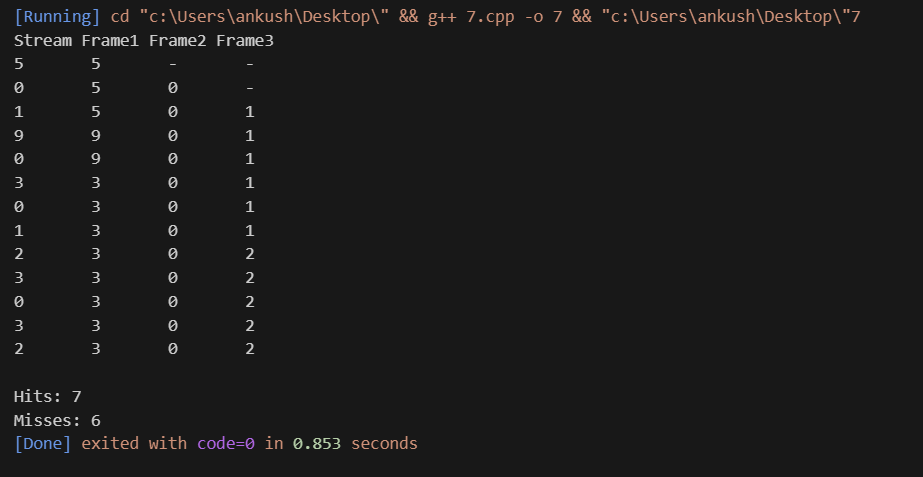 [Running] cd "c:\Users\ankush\Desktop\" && g++ 7.cpp -o 7 && "c:\Users\ankush\Desktop\"7
Stream Frame1 Frame2 Frame3
5 5 - -
0 5 0 -
1 5 0 1
9 9 0 1
0 9 0 1
3 3 0 1
0 3 0 1
1 3 0 1
2 3 0 2
3 3 0 2
0 3 0 2
3 3 0 2
2 3 0 2
Hits: 7
Misses: 6
[Done] exited with code=0 in 0.853 seconds